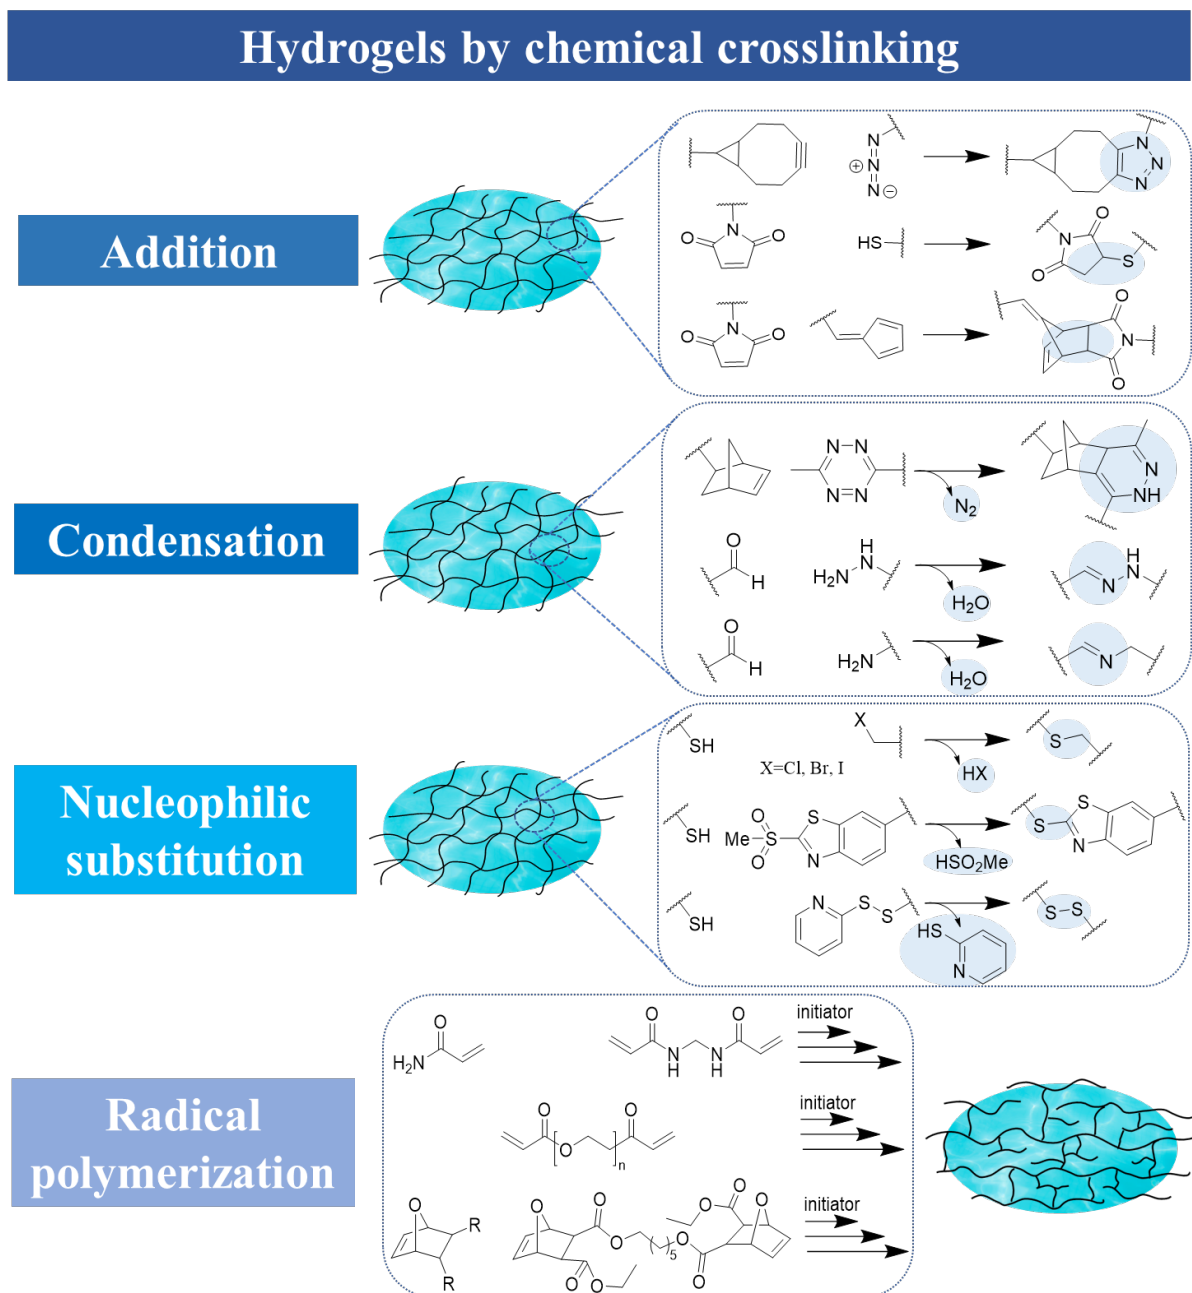 Hydrogels by chemical crosslinking
Addition
N
N
N
N
⊕
N
N
N
⊖
O N O
HS
N
O
O
S
O N O
O
N
O
Condensation
N N
N N
N2
N
NH
O
H
H
N
H2N
H2O
H
N
N
O
H
H2N
H2O
N
Nucleophilic
substitution
SH
X
X=Cl, Br, I
HX
S
SH
O
Me S
O
S
N
HSO2Me
S
S
N
SH
N
S
S
HS
N
S-S
Radical
polymerization
O
H2N
O
N
H
N
H
O
initiator
O
O
n
O
initiator
O
R
R
O
O
O
O
O
5
O
O
O
O
O
initiator